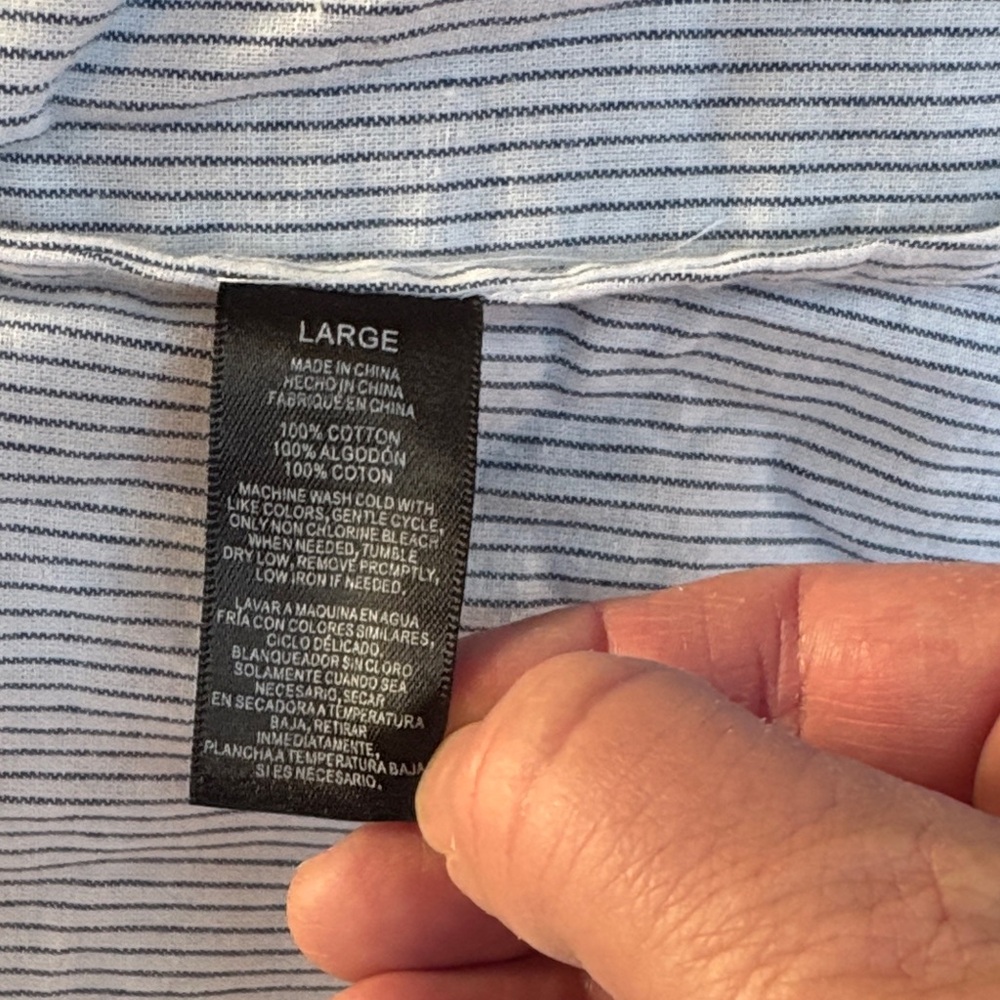 LARGE
MADE IN CHINA
HECHO IN CHINA
FABRIQUE EN CHINA
100% COTTON
100% ALGODÓN
100% COTON
MACHINE WASH COLD WITH
LIKE COLORS, GENTLE CYCLE,
ONLY NON CHLORINE BLEACH
WHEN NEEDED, TUMBLE
DRY LOW, REMOVE PROMPTLY,
LOW IRON IF NEEDED.
LAVAR A MAQUINA EN AGUA
FRÍA CON COLORES SIMILARES,
CICLO DELICADO,
BLANQUEADOR SIN CLORO
SOLAMENTE CUANDO SEA
NECESARIO, SECAR
EN SECADORA A TEMPERATURA
BAJA, RETIRAR
INMEDIATAMENTE,
PLANCHA A TEMPERATURA BAJA
SI ES NECESARIO.